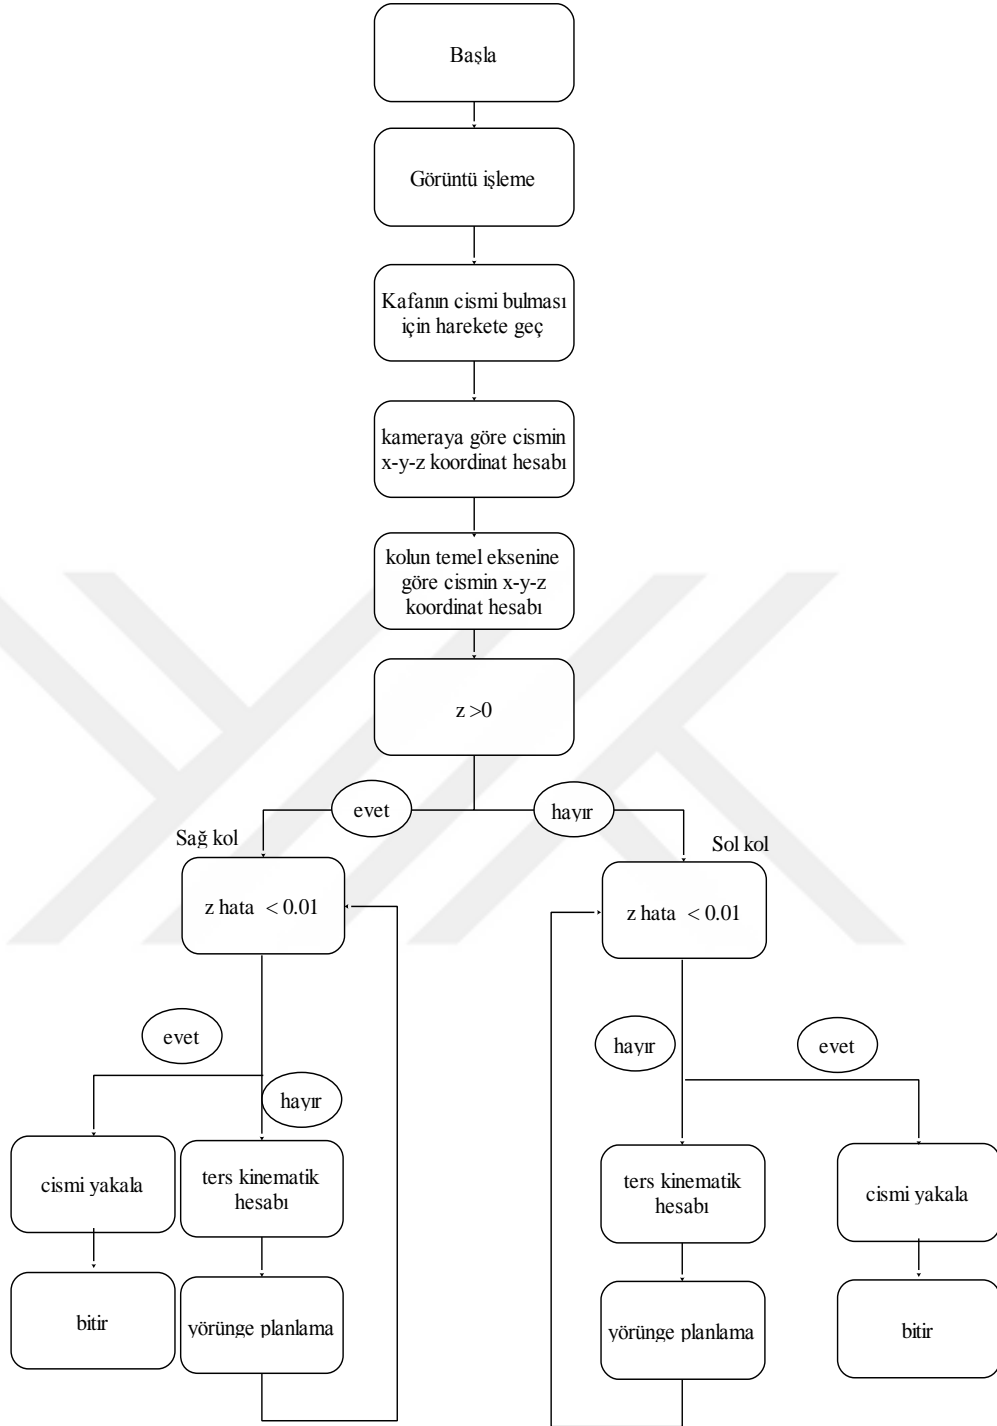 Başla
Görüntü işleme
Kafanın cismi bulması
için harekete geç
kameraya göre cismin
x-y-z koordinat hesabı
kolun temel eksenine
göre cismin x-y-z
koordinat hesabı
z >0
evet
hayır
Sağ kol
Sol kol
z hata < 0.01
z hata < 0.01
evet
hayır
hayır
evet
cismi yakala
ters kinematik
hesabı
ters kinematik
hesabı
cismi yakala
bitir
yörünge planlama
yörünge planlama
bitir